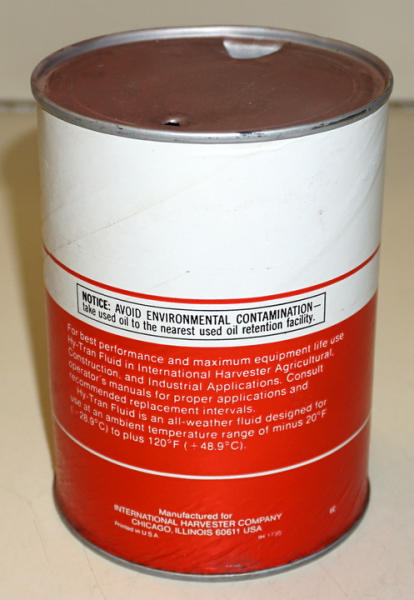 NOTICE: AVOID ENVIRONMENTAL CONTAMINATION—
take used oil to the nearest used oil retention facility.
For best performance and maximum equipment life use
Hy-Tran Fluid in International Harvester Agricultural,
Construction, and Industrial Applications. Consult
operator's manuals for proper applications and
recommended replacement intervals.
Hy-Tran Fluid is an all-weather fluid designed for
use at an ambient temperature range of minus 20°F
(-28.9°C) to plus 120°F (+48.9°C).
Manufactured for
INTERNATIONAL HARVESTER COMPANY
CHICAGO, ILLINOIS 60611 USA
Printed in U.S.A.